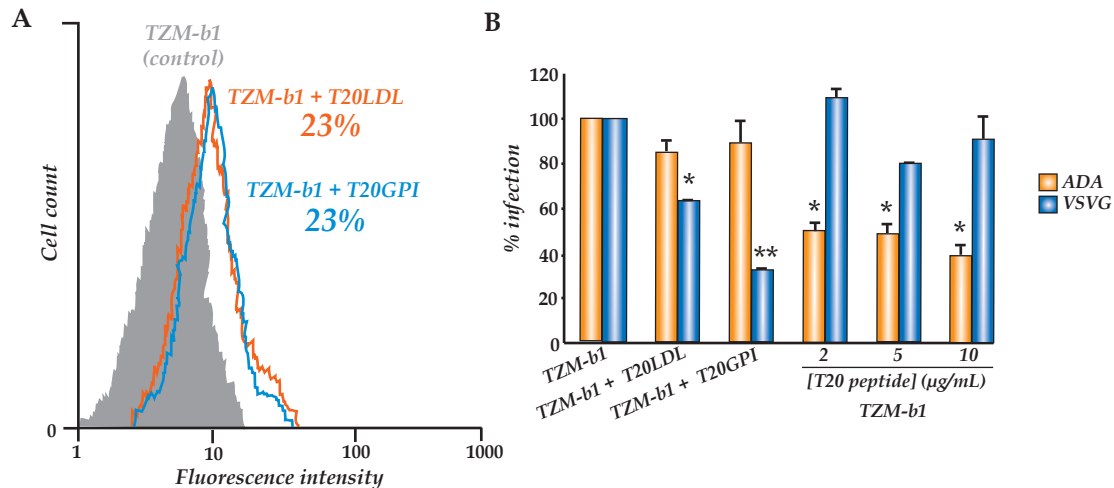 A
TZM-b1
(control)
TZM-b1 + T20LDL
23%
TZM-b1 + T20GPI
23%
Cell count
0
1
10
100
1000
Fluorescence intensity
B
% infection
120
100
80
60
40
20
0
*
**
*
*
*
ADA
VSVG
TZM-b1
TZM-b1 + T20LDL
TZM-b1 + T20GPI
2
5
10
[T20 peptide] (µg/mL)
TZM-b1